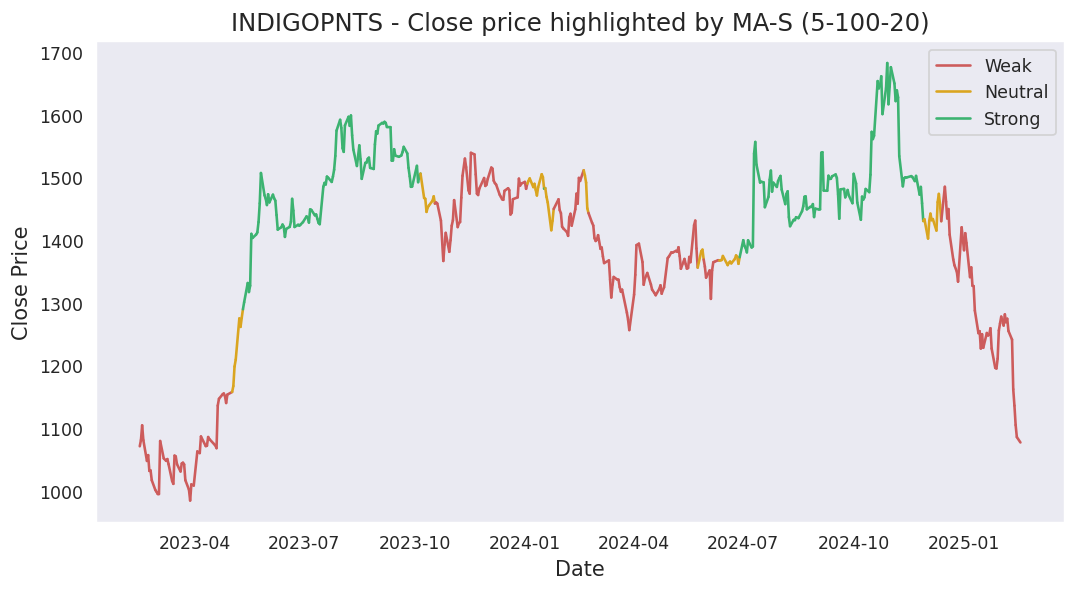 INDIGOPNTS - Close price highlighted by MA-S (5-100-20)
Weak
Neutral
Strong
Close Price
1700
1600
1500
1400
1300
1200
1100
1000
2023-04 2023-07 2023-10 2024-01 2024-04 2024-07 2024-10 2025-01
Date